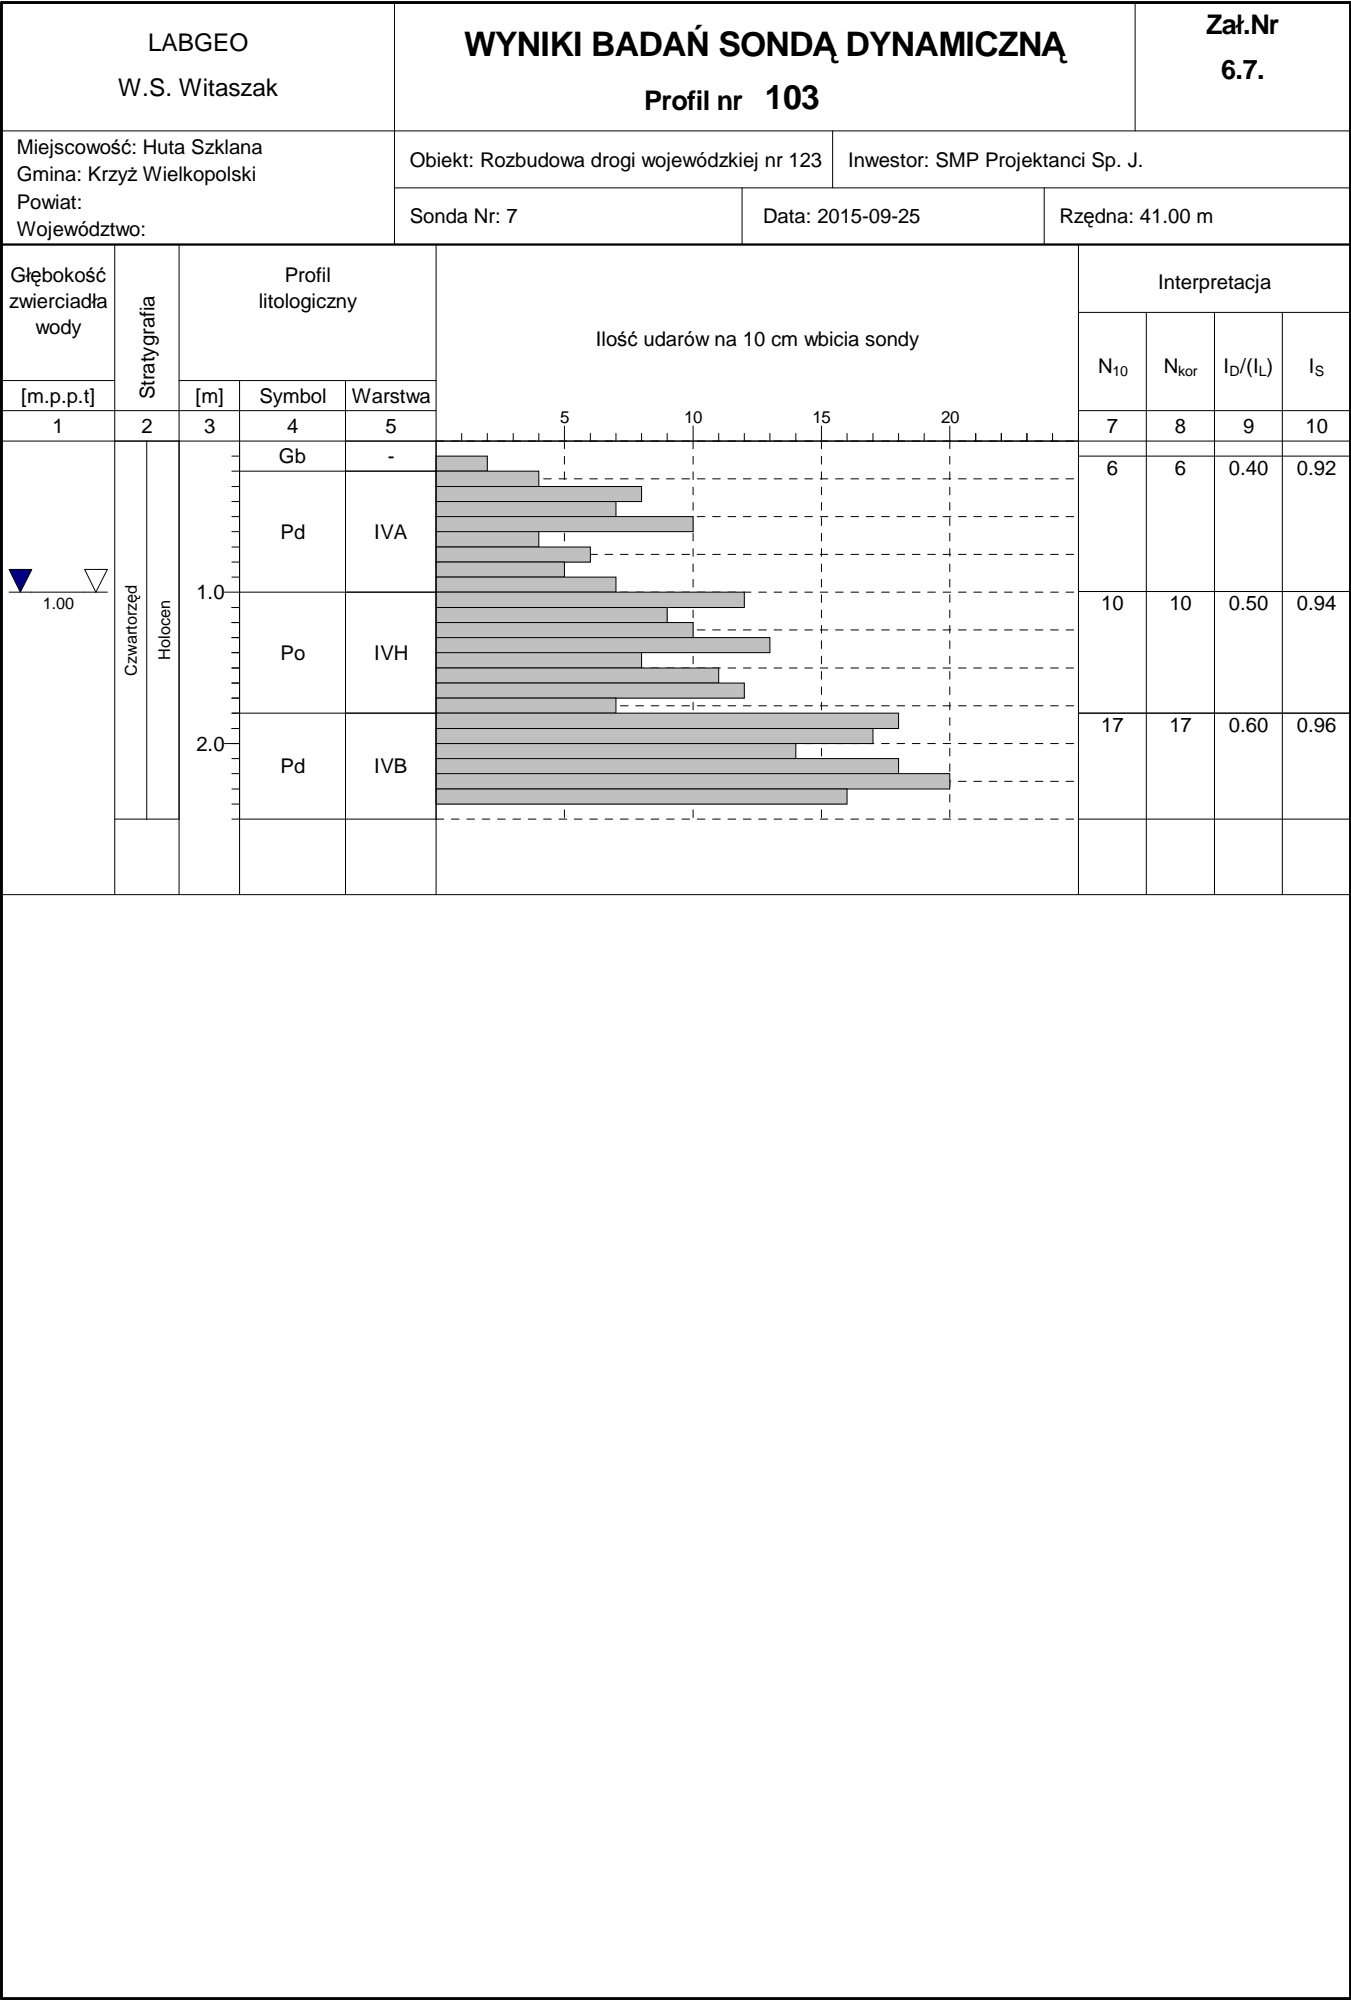 LABGEO
W.S. Witaszak
WYNIKI BADAŃ SONDĄ DYNAMICZNĄ
Profil nr 103
Zał.Nr
6.7.
Miejscowość: Huta Szklana
Gmina: Krzyż Wielkopolski
Powiat:
Województwo:
Obiekt: Rozbudowa drogi wojewódzkiej nr 123
Inwestor: SMP Projektanci Sp. J.
Sonda Nr: 7
Data: 2015-09-25
Rzędna: 41.00 m
Głębokość
zwierciadła
wody
[m.p.p.t]
Stratygrafia
Profil
litologiczny
[m] Symbol Warstwa
Ilość udarów na 10 cm wbicia sondy
Interpretacja
N10 Nkor ID/(IL) IS
1 2 3 4 5 5 10 15 20 7 8 9 10
Gb -
6 6 0.40 0.92
Pd IVA
1.00
1.0
10 10 0.50 0.94
Czwartorzęd
Holocen
Po IVH
17 17 0.60 0.96
2.0
Pd IVB